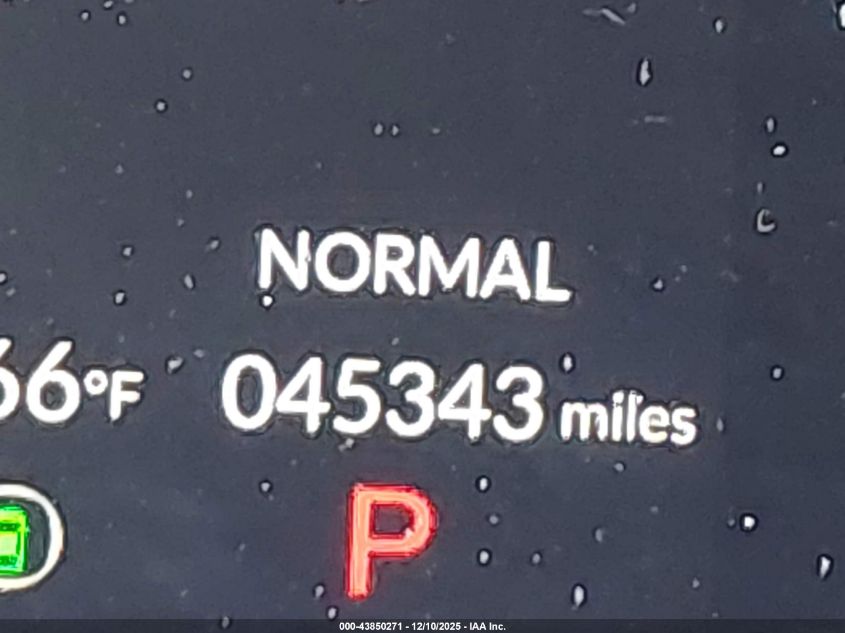 NORMAL
66°F
045343 miles
P
000-43850271 - 12/10/2025 - IAA Inc.